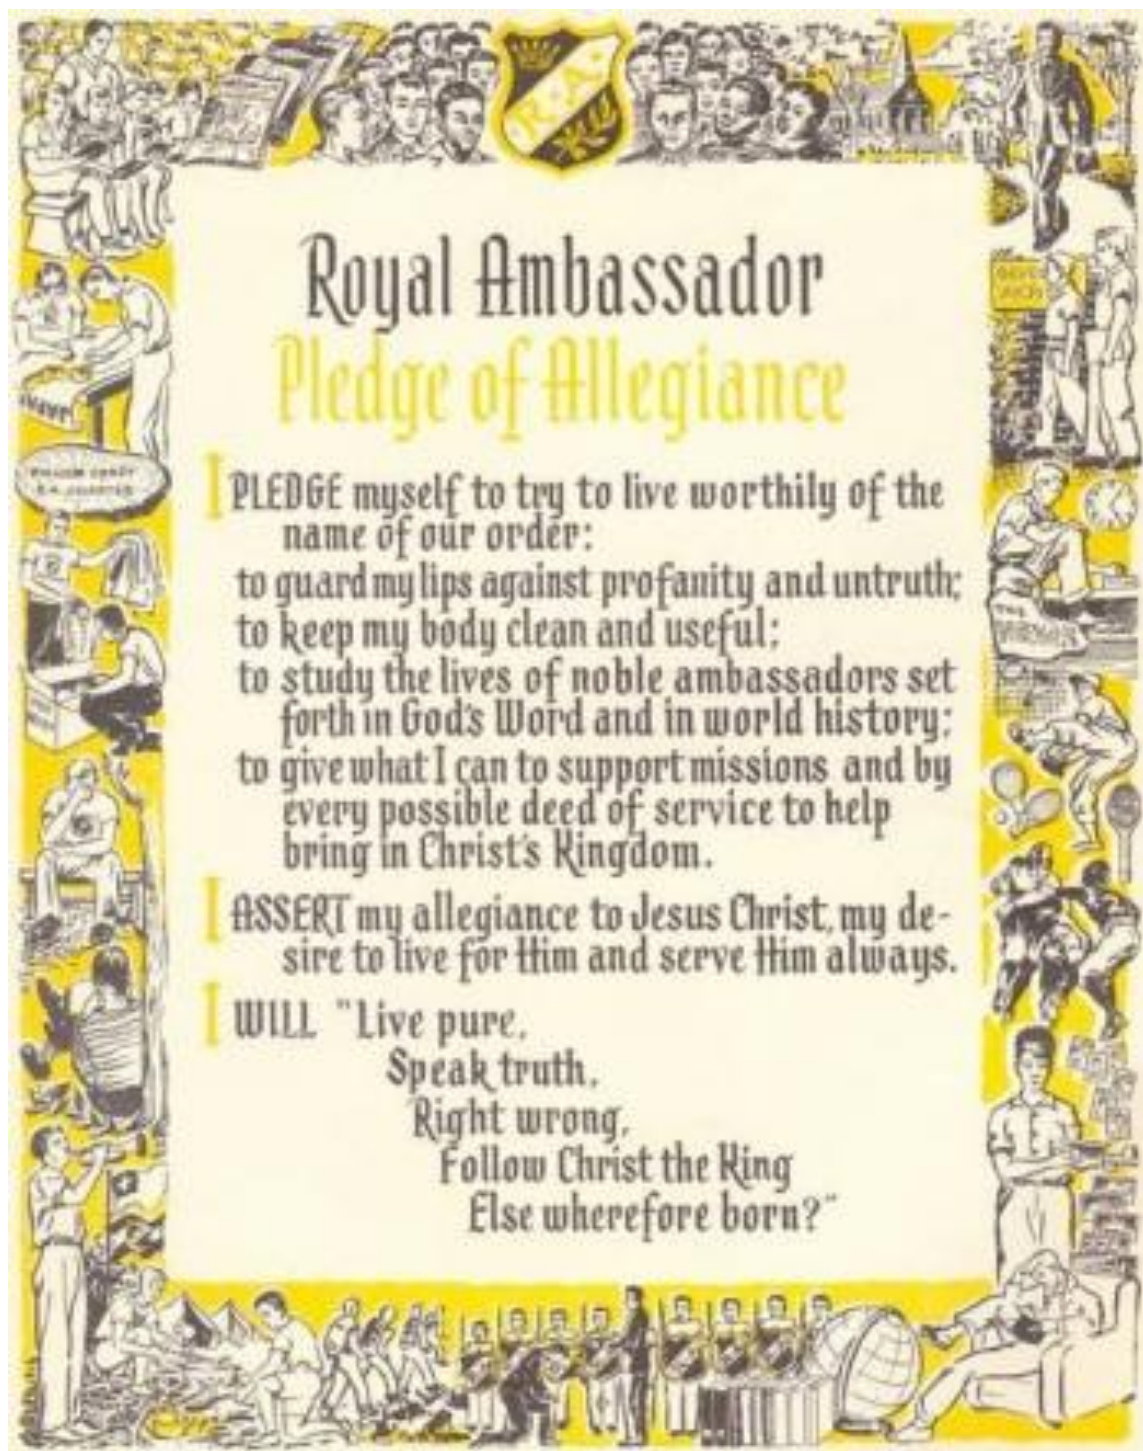 R.A.
Royal Ambassador
Pledge of Allegiance
I PLEDGE myself to try to live worthily of the
name of our order:
to guard my lips against profanity and untruth;
to keep my body clean and useful;
to study the lives of noble ambassadors set
forth in God's Word and in world history;
to give what I can to support missions and by
every possible deed of service to help
bring in Christ's Kingdom.
I ASSERT my allegiance to Jesus Christ, my de-
sire to live for Him and serve Him always.
I WILL "Live pure,
Speak truth,
Right wrong,
Follow Christ the King
Else wherefore born?"
WILLIAM CAREY
R.A. CHAPTER